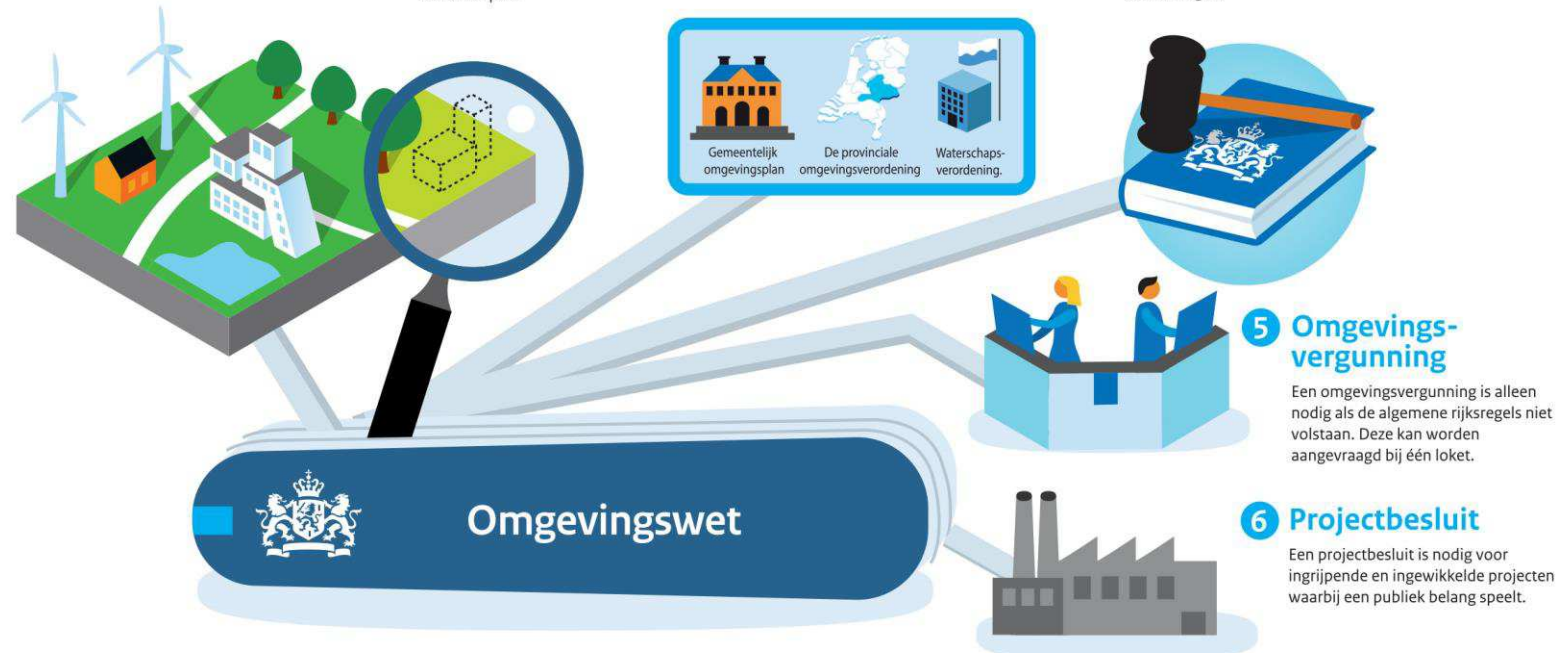 Gemeentelijk
omgevingsplan
De provinciale
omgevingsverordening
Waterschaps-
verordening.
5 Omgevings-
vergunning
Een omgevingsvergunning is alleen
nodig als de algemene rijksregels niet
volstaan. Deze kan worden
aangevraagd bij één loket.
Omgevingswet
6 Projectbesluit
Een projectbesluit is nodig voor
ingrijpende en ingewikkelde projecten
waarbij een publiek belang speelt.